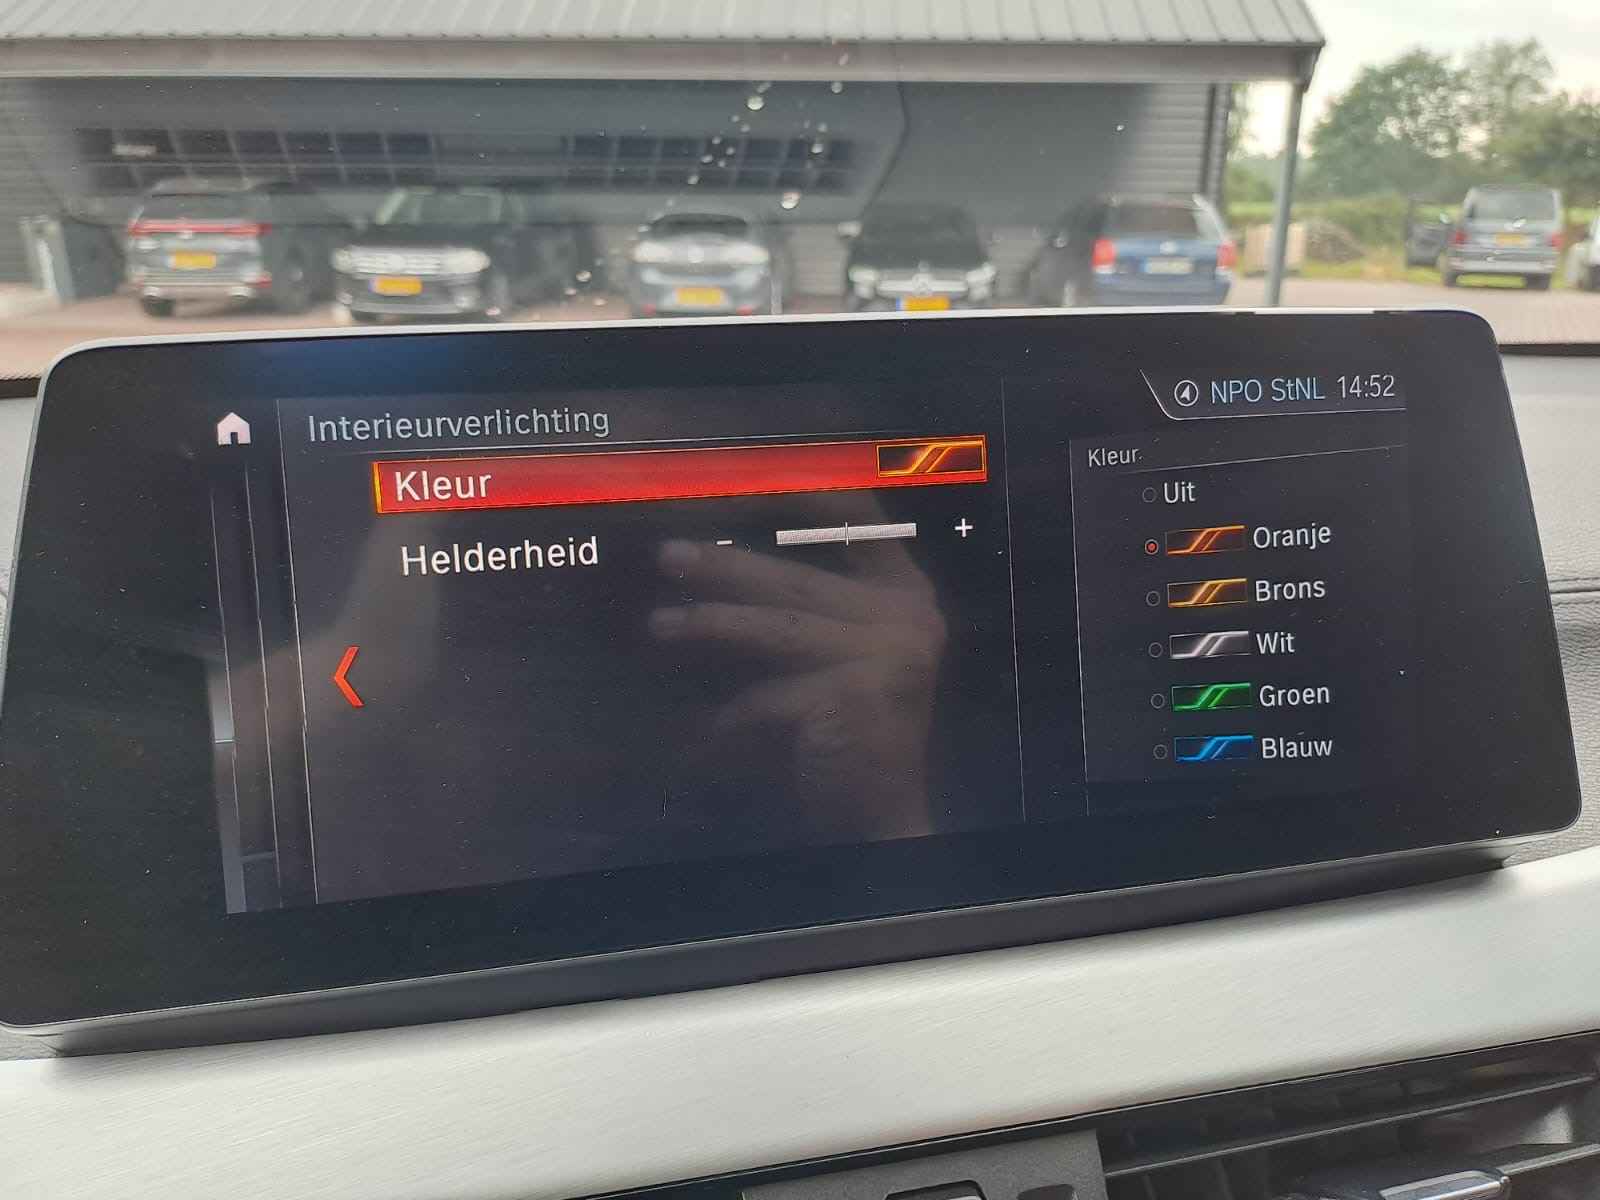 NPO StNL 14:52
Interieurverlichting
Kleur
Helderheid
-
+
Kleur
Uit
Oranje
Brons
Wit
Groen
Blauw